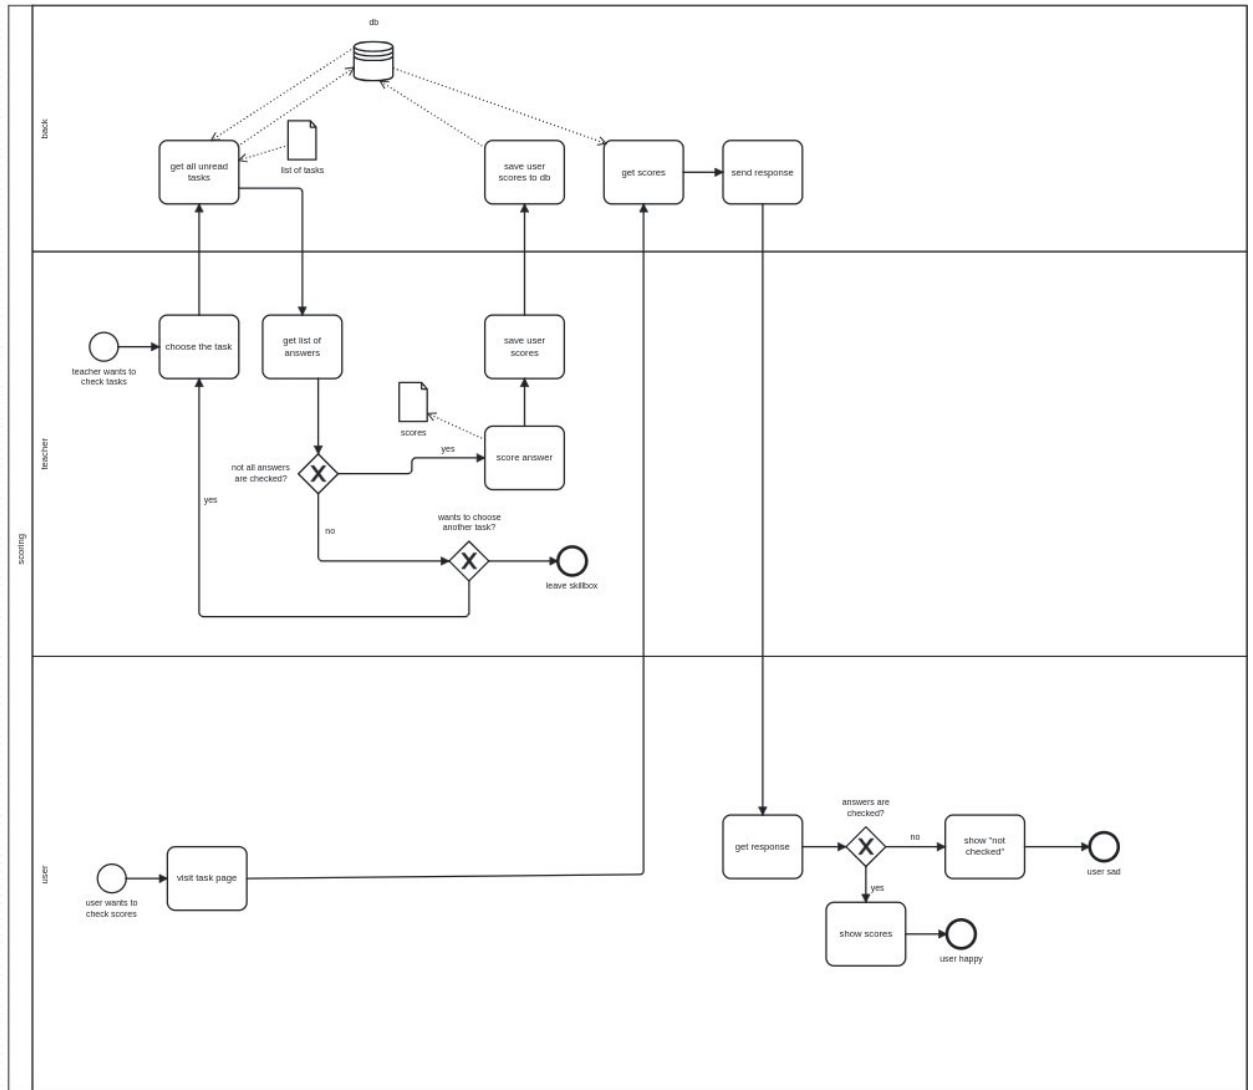 db
back
get all unread
tasks
list of tasks
save user
scores to db
get scores
send response
scoring
teacher
teacher wants to
check tasks
choose the task
get list of
answers
save user
scores
scores
score answer
not all answers
are checked?
yes
yes
no
wants to choose
another task?
leave skillbox
user
user wants to
check scores
visit task page
get response
answers are
checked?
no
show "not
checked"
user sad
yes
show scores
user happy